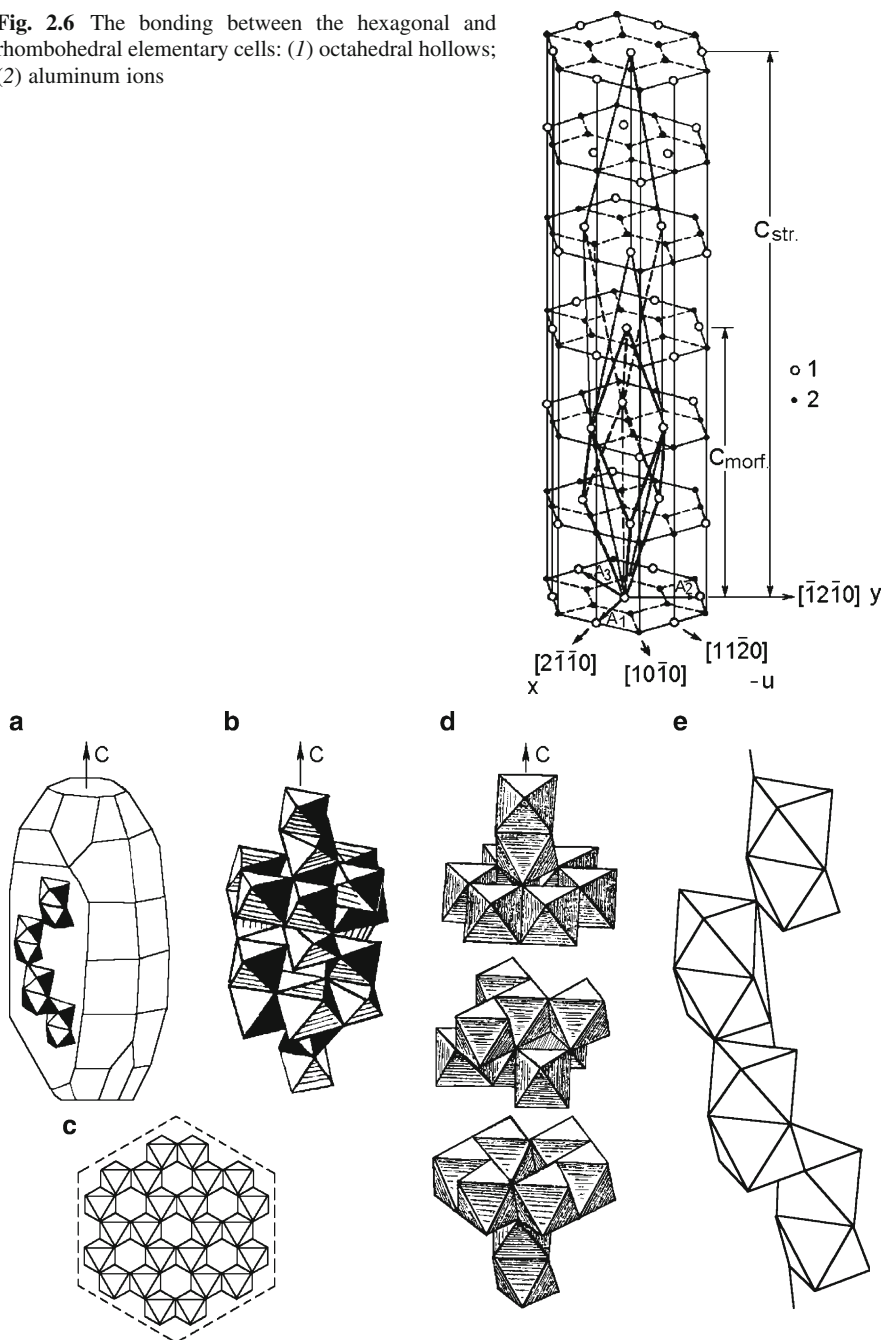 Fig. 2.6 The bonding between the hexagonal and
rhombohedral elementary cells: (1) octahedral hollows;
(2) aluminum ions
C str.
1
2
C morf.
A3
A2
A1
[1̄21̄0] y
[112̄0]
[21̄1̄0]
[101̄0]
x
-u
a
b
d
e
C
C
C
c